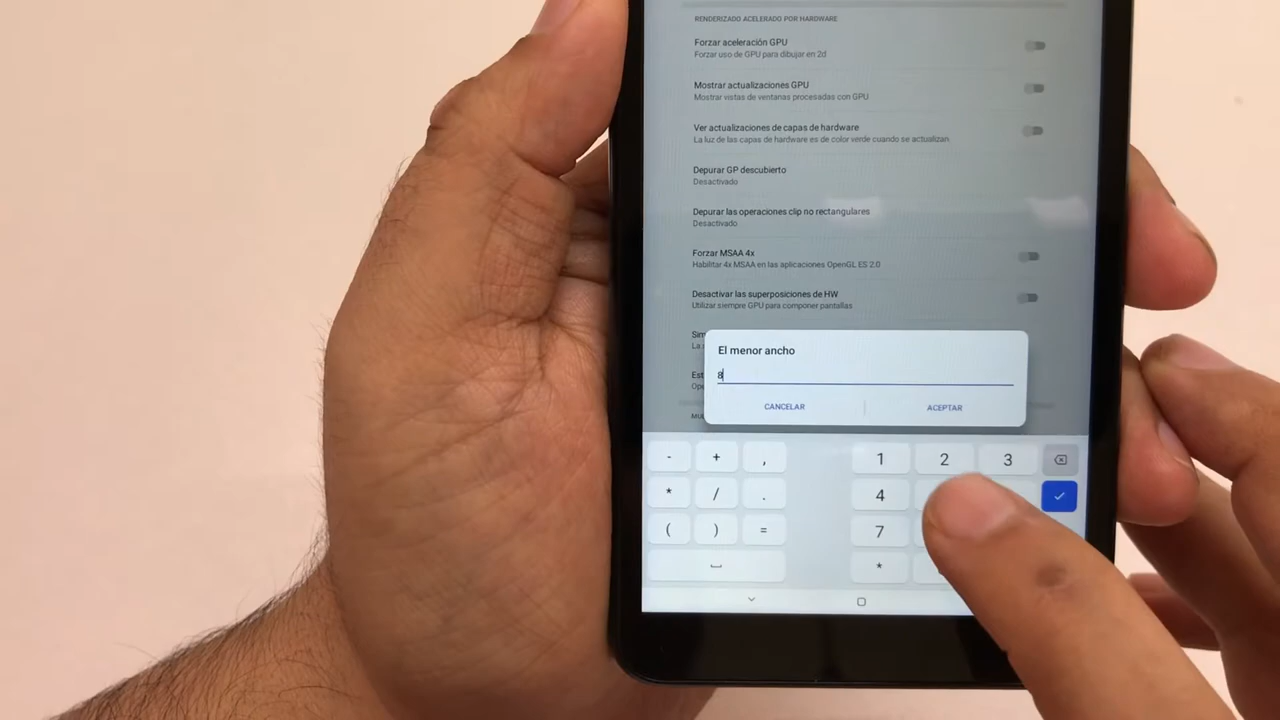 RENDERIZADO ACELERADO POR HARDWARE
Forzar aceleración GPU
Forzar uso de GPU para dibujar en 2d
Mostrar actualizaciones GPU
Mostrar vistas de ventanas procesadas con GPU
Ver actualizaciones de capas de hardware
La luz de las capas de hardware es de color verde cuando se actualizan
Depurar GP descubierto
Desactivado
Depurar las operaciones clip no rectangulares
Desactivado
Forzar MSAA 4x
Habilitar 4x MSAA en las aplicaciones OpenGL ES 2.0
Desactivar las superposiciones de HW
Utilizar siempre GPU para componer pantallas
El menor ancho
8
CANCELAR ACEPTAR
- + , 1 2 3
* / . 4
( ) = 7
*